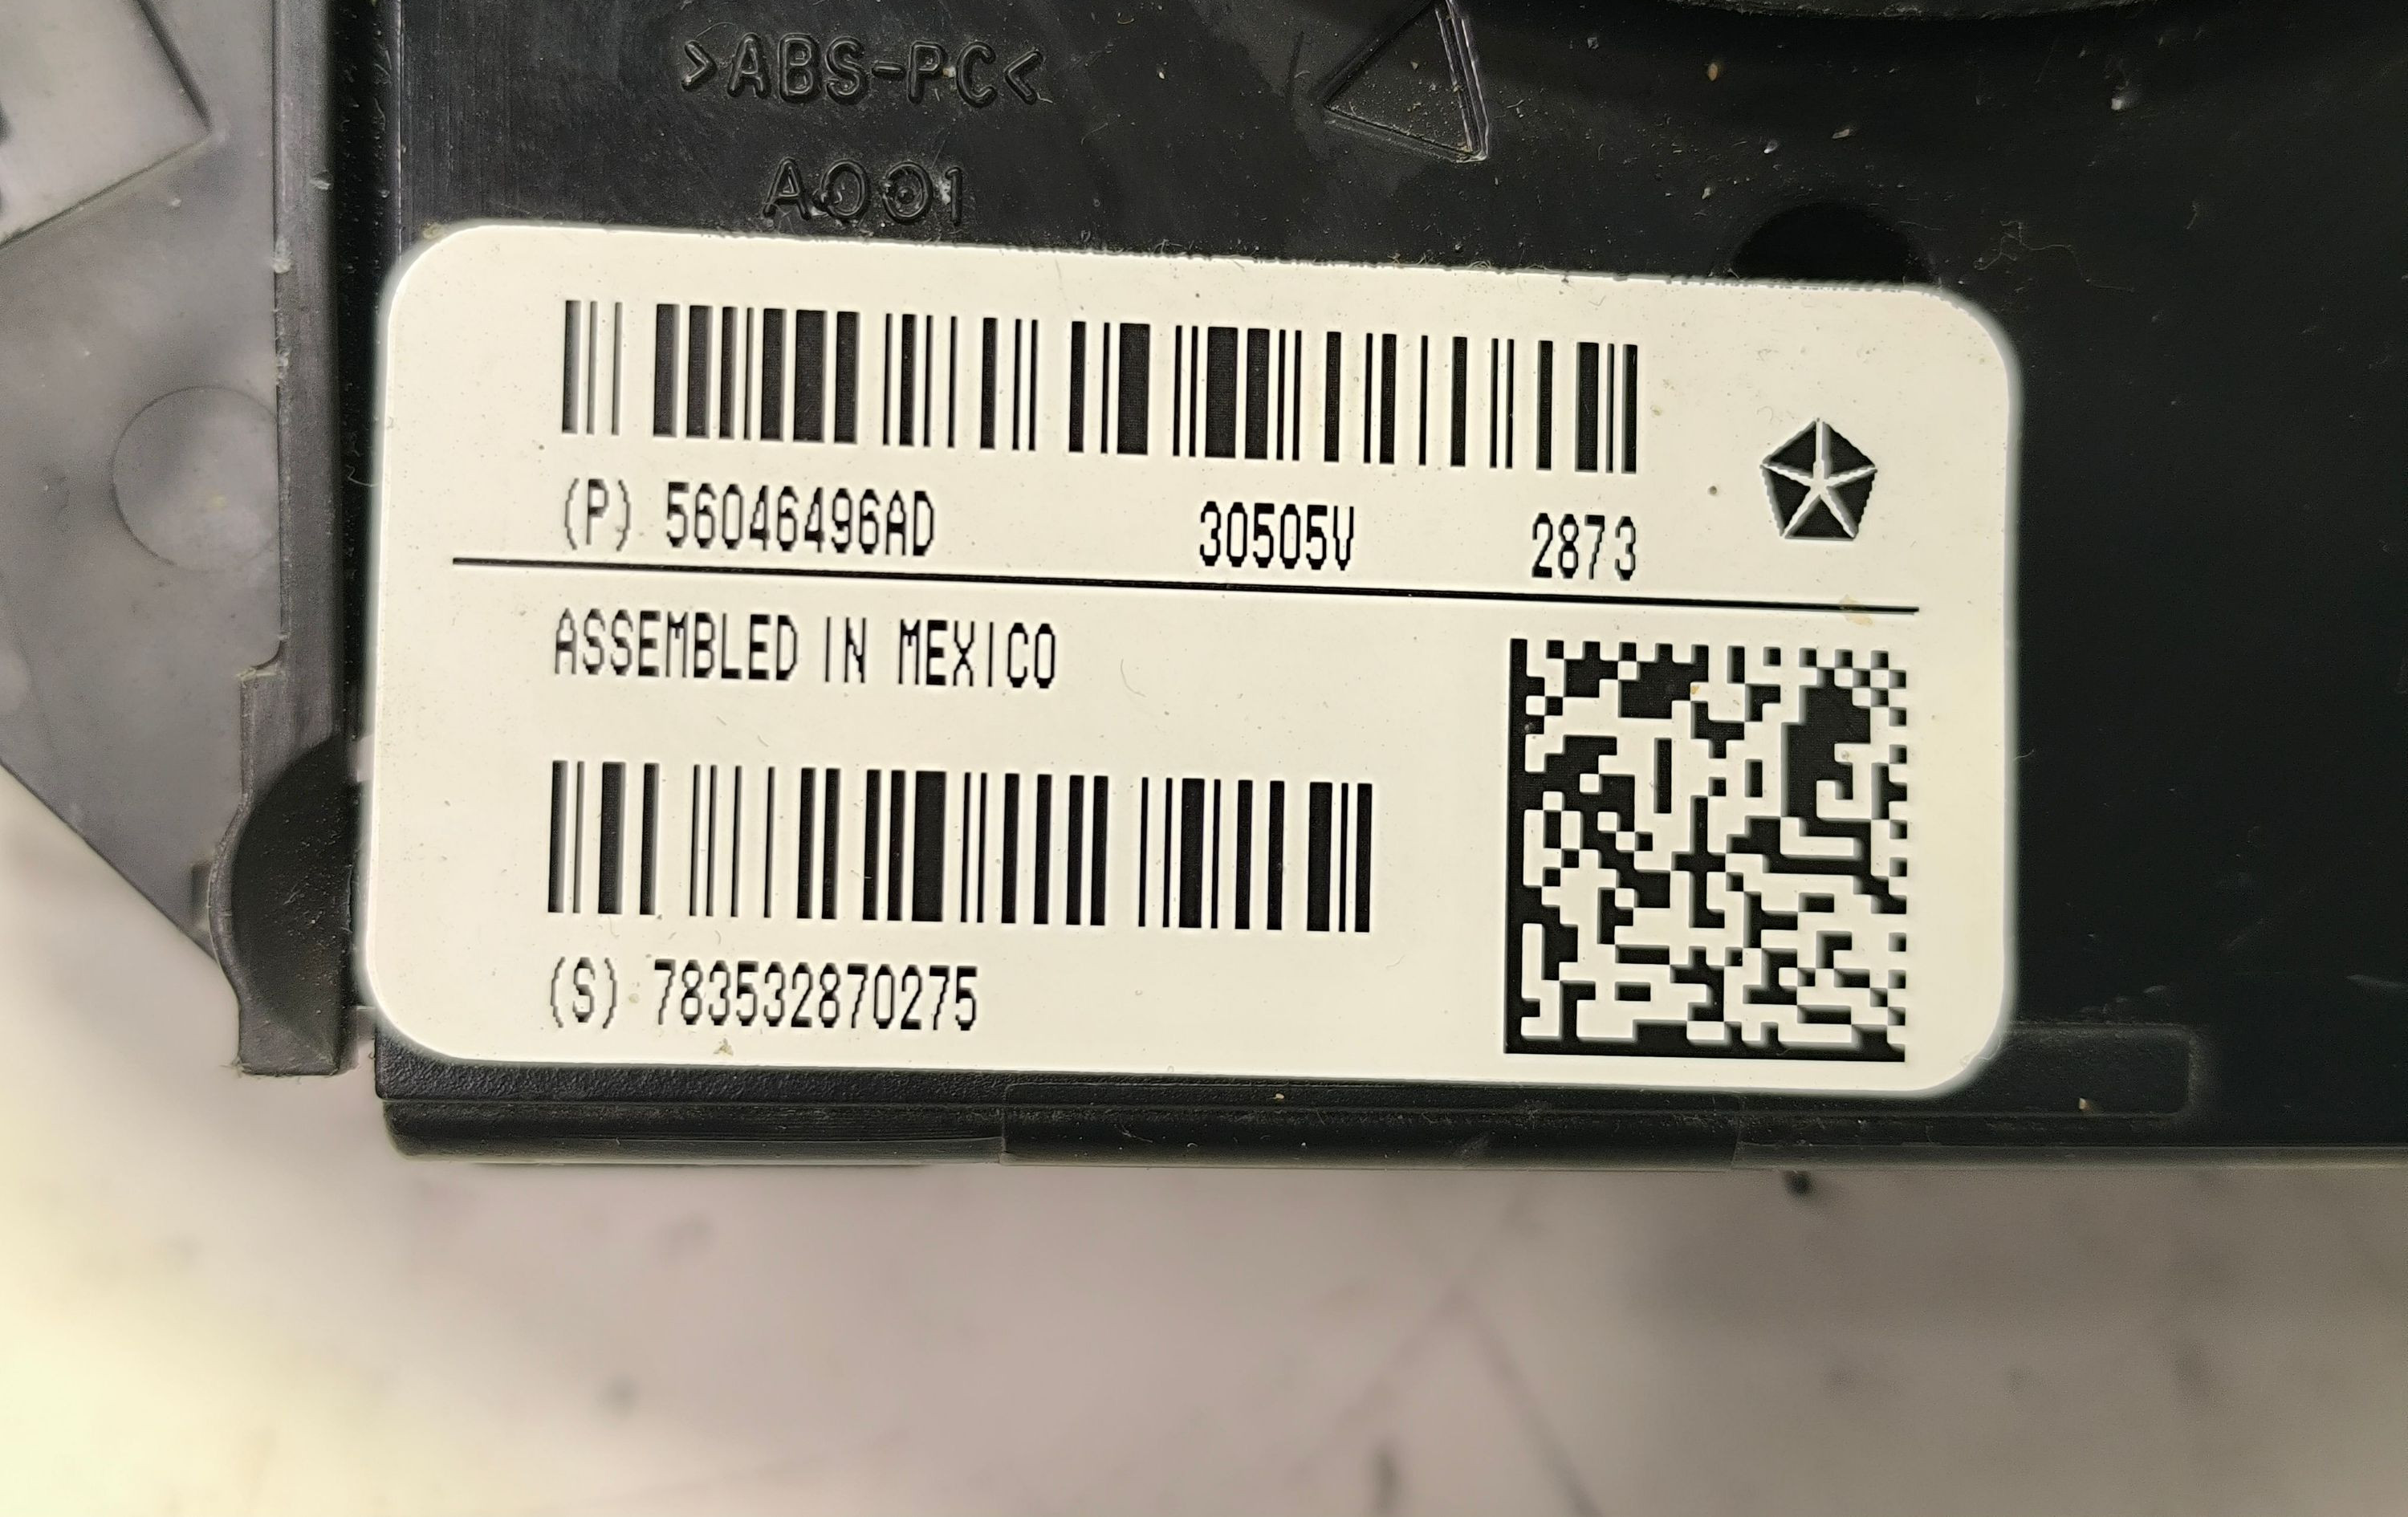 >ABS-PC<
A001
(P) 56046496AD 30505V 2873
ASSEMBLED IN MEXICO
(S) 783532870275